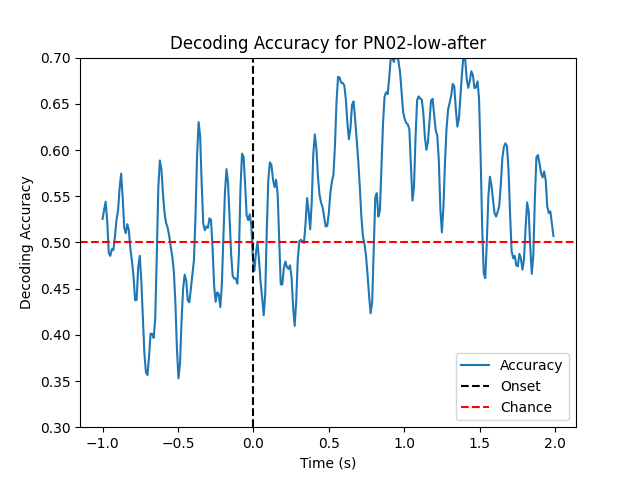 Decoding Accuracy for PN02-low-after
Decoding Accuracy
0.70
0.65
0.60
0.55
0.50
0.45
0.40
0.35
0.30
Accuracy
Onset
Chance
−1.0 −0.5 0.0 0.5 1.0 1.5 2.0
Time (s)